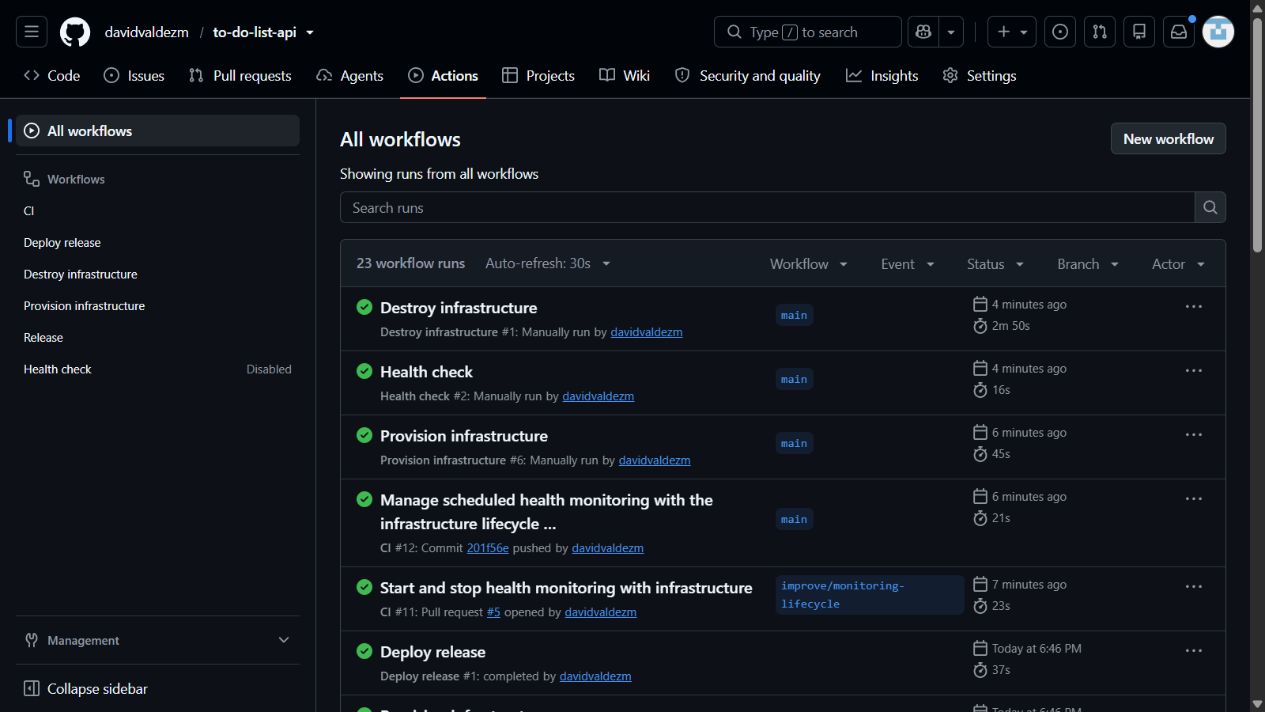 davidvaldezm / to-do-list-api
Type / to search
Code
Issues
Pull requests
Agents
Actions
Projects
Wiki
Security and quality
Insights
Settings
All workflows
Workflows
CI
Deploy release
Destroy infrastructure
Provision infrastructure
Release
Health check Disabled
Management
Collapse sidebar
All workflows
New workflow
Showing runs from all workflows
Search runs
23 workflow runs Auto-refresh: 30s Workflow Event Status Branch Actor
Destroy infrastructure
Destroy infrastructure #1: Manually run by davidvaldezm
main
4 minutes ago
2m 50s
Health check
Health check #2: Manually run by davidvaldezm
main
4 minutes ago
16s
Provision infrastructure
Provision infrastructure #6: Manually run by davidvaldezm
main
6 minutes ago
45s
Manage scheduled health monitoring with the
infrastructure lifecycle ...
CI #12: Commit 201f56e pushed by davidvaldezm
main
6 minutes ago
21s
Start and stop health monitoring with infrastructure
CI #11: Pull request #5 opened by davidvaldezm
improve/monitoring-
lifecycle
7 minutes ago
23s
Deploy release
Deploy release #1: completed by davidvaldezm
Today at 6:46 PM
37s
Today at 6:46 PM